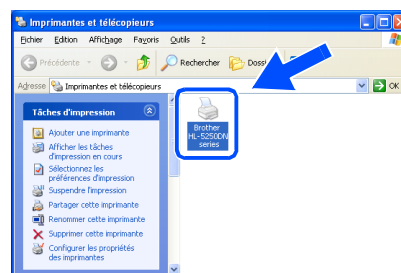 Imprimantes et télécopieurs
Fichier Edition Affichage Favoris Outils ?
Précédente Rechercher Dossi
Adresse Imprimantes et télécopieurs OK
Tâches d'impression
Ajouter une imprimante
Afficher les tâches
d'impression en cours
Sélectionnez les
préférences d'impression
Suspendre l'impression
Partager cette imprimante
Renommer cette imprimante
Supprimer cette imprimante
Configurer les propriétés
des imprimantes
Brother
HL-5250DN
series